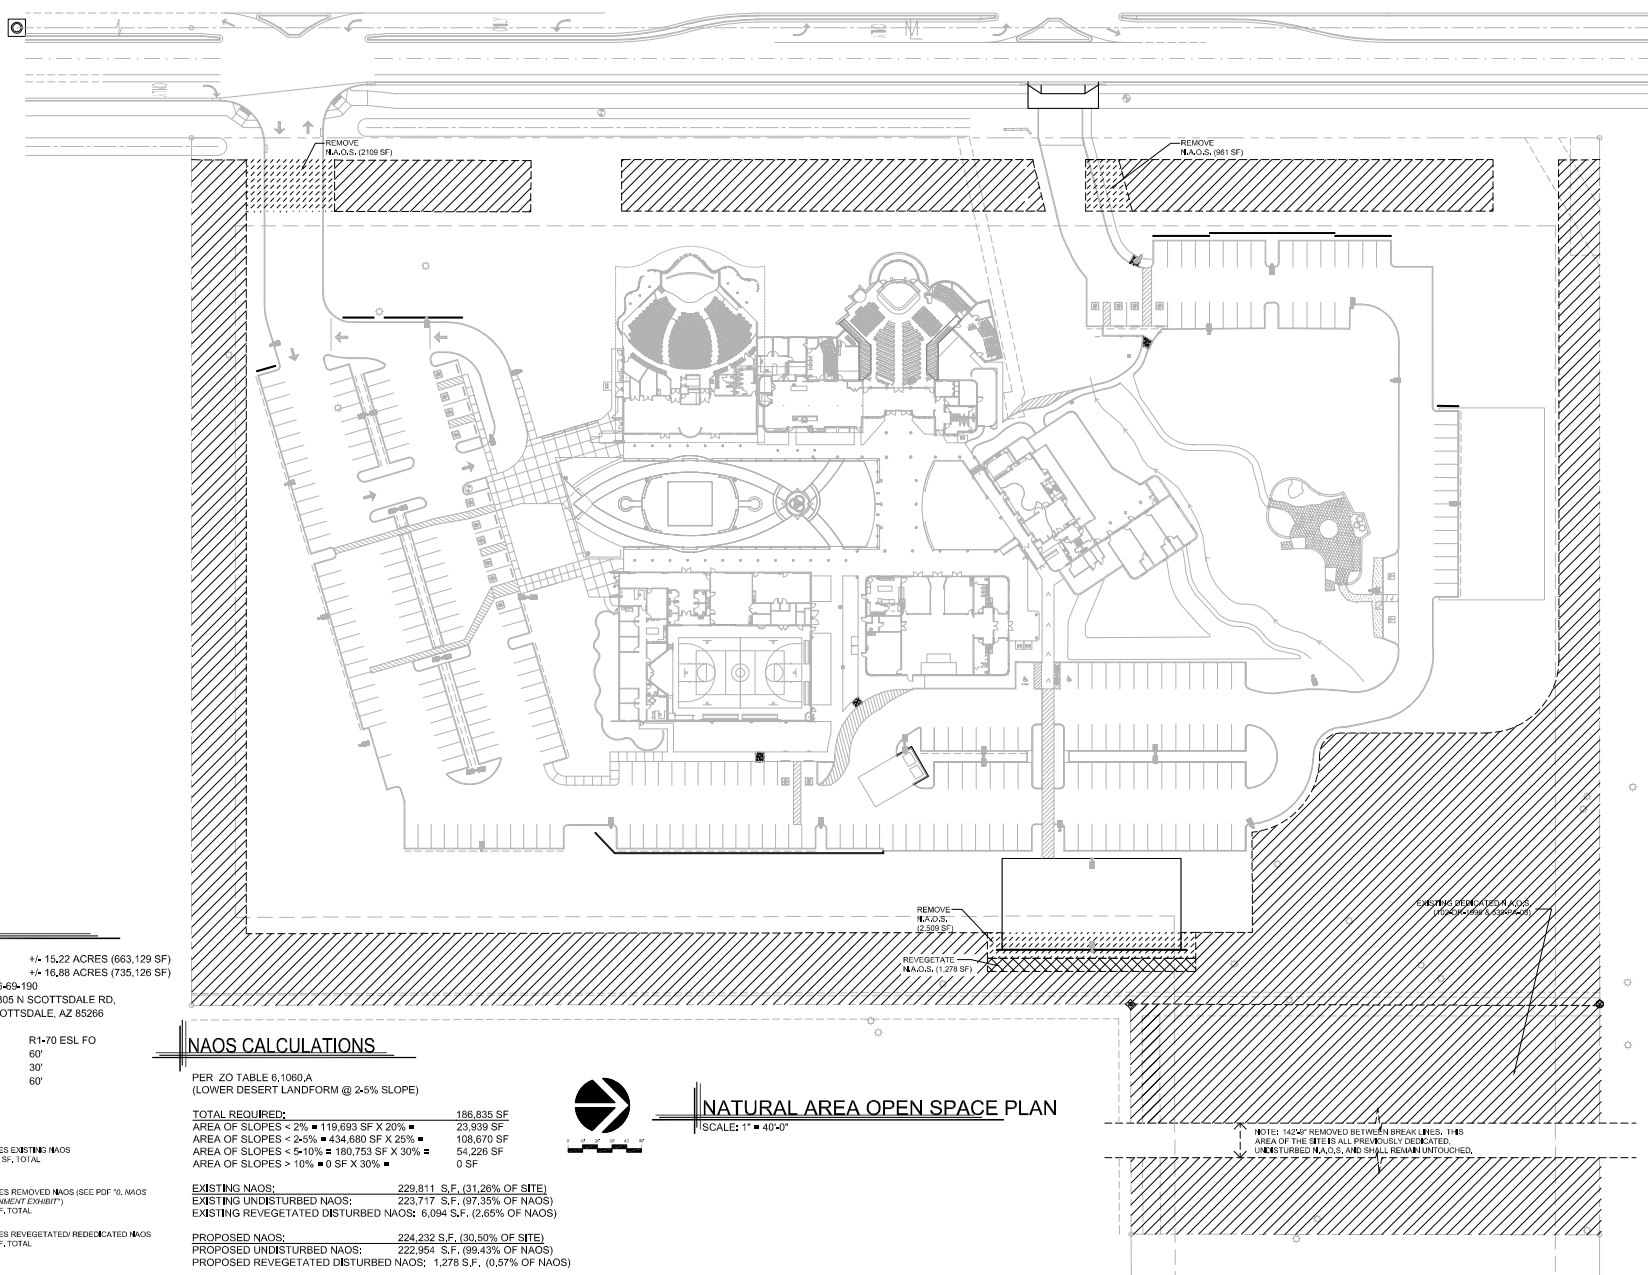 REMOVE
N.A.O.S. (2109 SF)
REMOVE
N.A.O.S. (961 SF)
REMOVE
N.A.O.S.
(2,509 SF)
REVEGETATE
N.A.O.S. (1,278 SF)
EXISTING DEDICATED N.A.O.S.
+/- 15.22 ACRES (663,129 SF)
+/- 16.88 ACRES (735,126 SF)
6-69-190
305 N SCOTTSDALE RD,
OTTSDALE, AZ 85266
R1-70 ESL FO
60'
30'
60'
ES EXISTING NAOS
SF, TOTAL
ES REMOVED NAOS (SEE PDF "0. NAOS
NMENT EXHIBIT")
F, TOTAL
ES REVEGETATED/ REDEDICATED NAOS
F, TOTAL
NAOS CALCULATIONS
PER ZO TABLE 6.1060.A
(LOWER DESERT LANDFORM @ 2-5% SLOPE)
TOTAL REQUIRED: 186,835 SF
AREA OF SLOPES < 2% = 119,693 SF X 20% = 23,939 SF
AREA OF SLOPES < 2-5% = 434,680 SF X 25% = 108,670 SF
AREA OF SLOPES < 5-10% = 180,753 SF X 30% = 54,226 SF
AREA OF SLOPES > 10% = 0 SF X 30% = 0 SF
EXISTING NAOS: 229,811 S.F. (31.26% OF SITE)
EXISTING UNDISTURBED NAOS: 223,717 S.F. (97.35% OF NAOS)
EXISTING REVEGETATED DISTURBED NAOS: 6,094 S.F. (2.65% OF NAOS)
PROPOSED NAOS: 224,232 S.F. (30.50% OF SITE)
PROPOSED UNDISTURBED NAOS: 222,954 S.F. (99.43% OF NAOS)
PROPOSED REVEGETATED DISTURBED NAOS: 1,278 S.F. (0.57% OF NAOS)
NATURAL AREA OPEN SPACE PLAN
SCALE: 1" = 40'-0"
NOTE: 142'-9" REMOVED BETWEEN BREAK LINES. THIS
AREA OF THE SITE IS ALL PREVIOUSLY DEDICATED,
UNDISTURBED N.A.O.S. AND SHALL REMAIN UNTOUCHED.